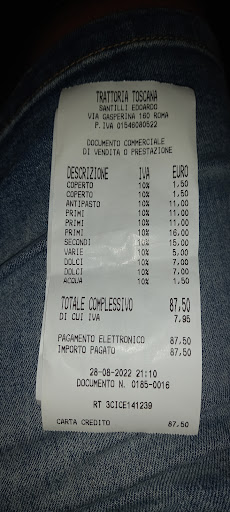 TRATTORIA TOSCANA
SANTILLI EDOARDO
VIA GASPERINA 160 ROMA
P.IVA 01546080522
DOCUMENTO COMMERCIALE
DI VENDITA O PRESTAZIONE
DESCRIZIONE IVA EURO
COPERTO 10% 1,50
COPERTO 10% 1,50
ANTIPASTO 10% 11,00
PRIMI 10% 11,00
PRIMI 10% 11,00
PRIMI 10% 16,00
SECONDI 10% 15,00
VARIE 10% 5,00
DOLCI 10% 7,00
DOLCI 10% 7,00
ACQUA 10% 1,50
TOTALE COMPLESSIVO 87,50
DI CUI IVA 7,95
PAGAMENTO ELETTRONICO 87,50
IMPORTO PAGATO 87,50
28-08-2022 21:10
DOCUMENTO N. 0185-0016
RT 3CICE141239
CARTA CREDITO 87,50